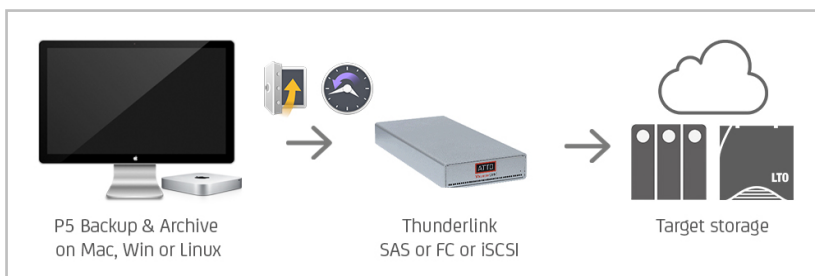 ATTO
LTO
P5 Backup & Archive
on Mac, Win or Linux
Thunderlink
SAS or FC or iSCSI
Target storage